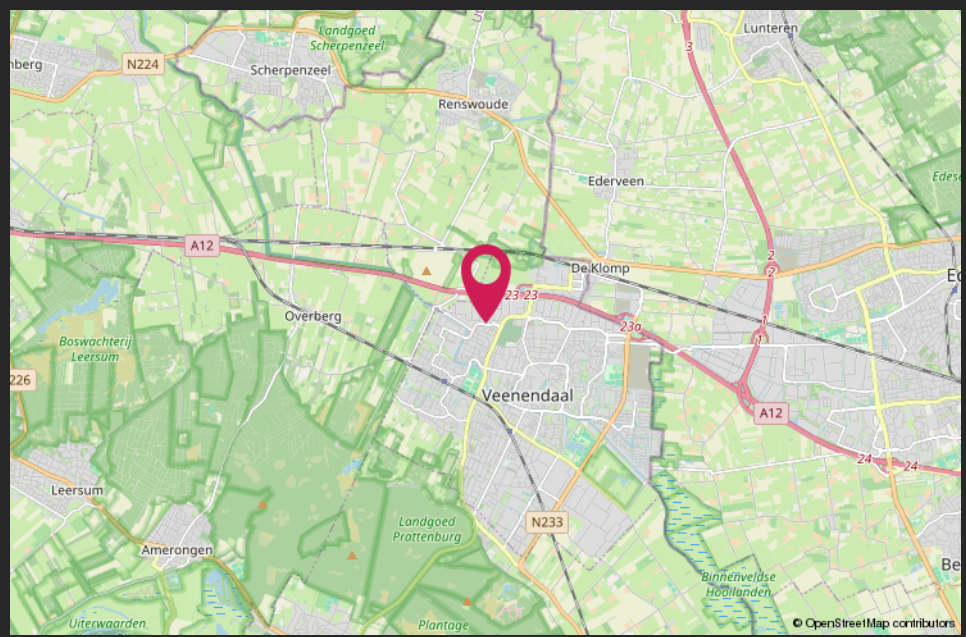 Lunteren
3
Landgoed
Scherpenzeel
N224
Scherpenzeel
Renswoude
Ederveen
A12
2
2
De Klomp
23 23
Overberg
1
1
23a
Boswachterij
Leersum
226
Veenendaal
A12
24
24
Leersum
N233
Landgoed
Prattenburg
Amerongen
Binnenveldse
Hooilanden
Uiterwaarden
Plantage
© OpenStreetMap contributors